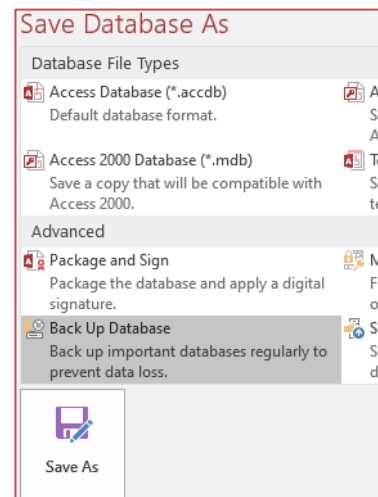 Save Database As
Database File Types
Access Database (*.accdb)
Default database format.
Access 2000 Database (*.mdb)
Save a copy that will be compatible with
Access 2000.
Advanced
Package and Sign
Package the database and apply a digital
signature.
Back Up Database
Back up important databases regularly to
prevent data loss.
Save As